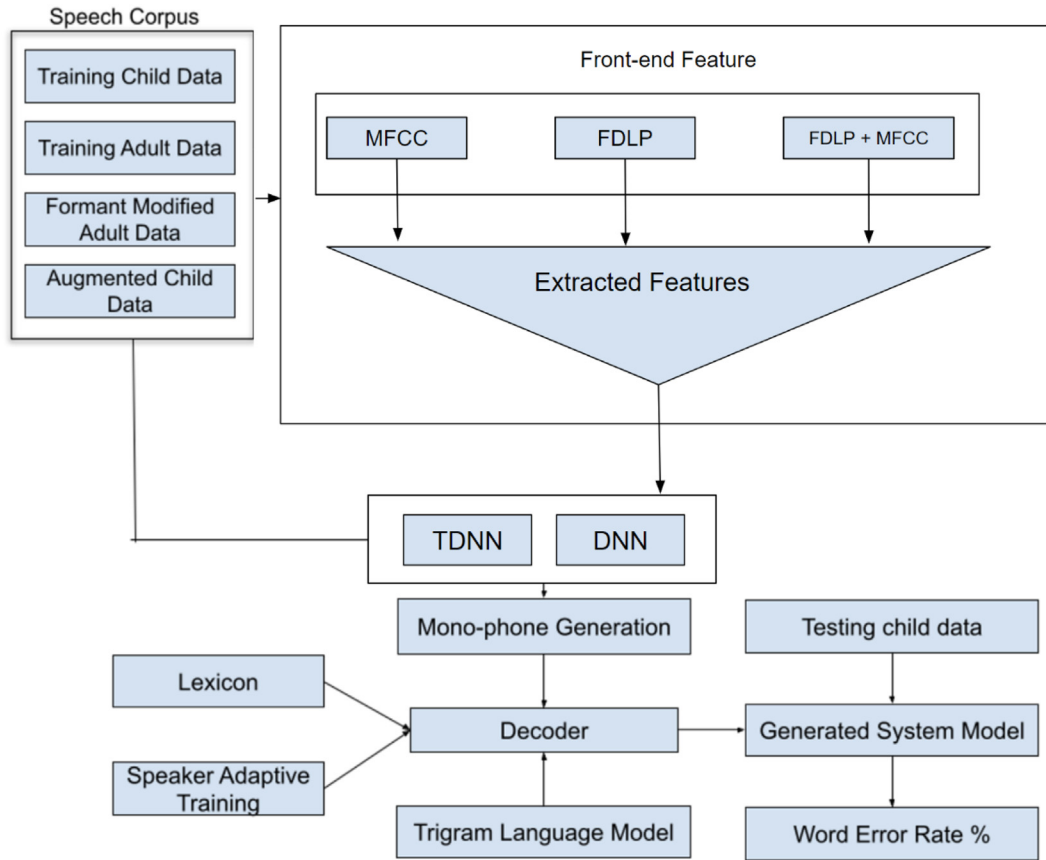 Speech Corpus
Training Child Data
Training Adult Data
Formant Modified
Adult Data
Augmented Child
Data
Front-end Feature
MFCC
FDLP
FDLP + MFCC
Extracted Features
TDNN
DNN
Mono-phone Generation
Testing child data
Lexicon
Decoder
Generated System Model
Speaker Adaptive
Training
Trigram Language Model
Word Error Rate %